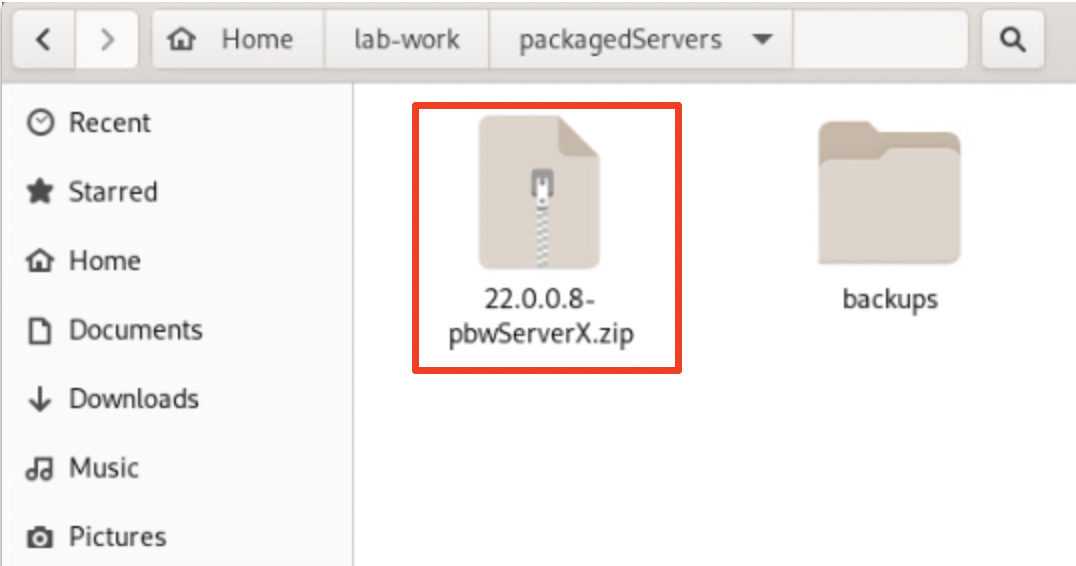 Home lab-work packagedServers
Recent
Starred
Home
Documents
Downloads
Music
Pictures
22.0.0.8-
pbwServerX.zip
backups